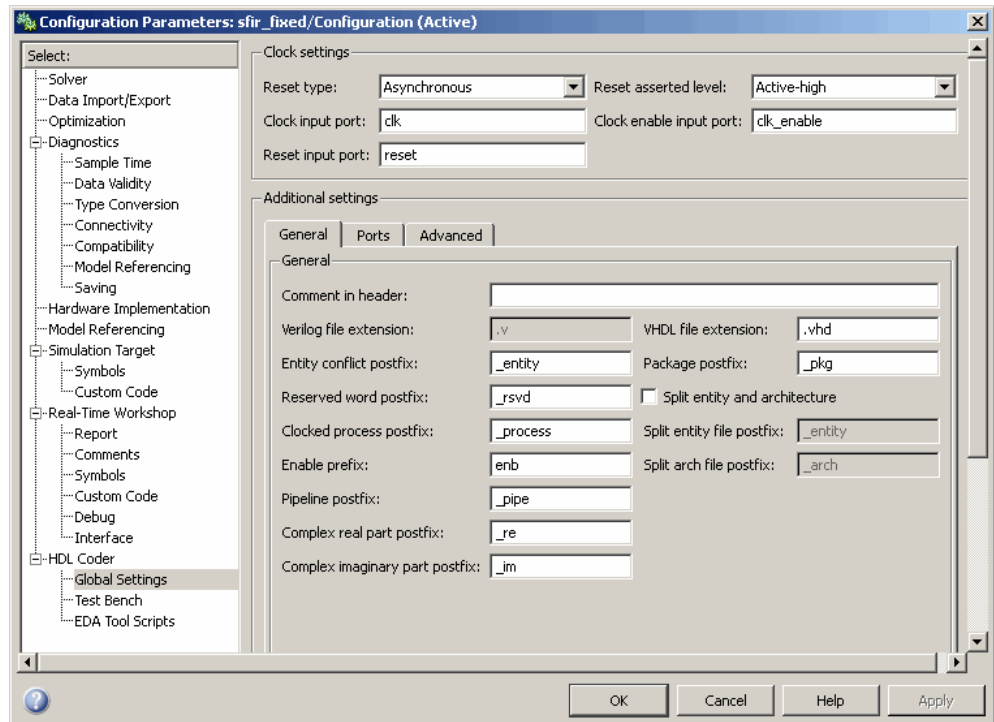 Configuration Parameters: sfir_fixed/Configuration (Active)
Select:
Solver
Data Import/Export
Optimization
Diagnostics
Sample Time
Data Validity
Type Conversion
Connectivity
Compatibility
Model Referencing
Saving
Hardware Implementation
Model Referencing
Simulation Target
Symbols
Custom Code
Real-Time Workshop
Report
Comments
Symbols
Custom Code
Debug
Interface
HDL Coder
Global Settings
Test Bench
EDA Tool Scripts
Clock settings
Reset type: Asynchronous Reset asserted level: Active-high
Clock input port: clk Clock enable input port: clk_enable
Reset input port: reset
Additional settings
General Ports Advanced
General
Comment in header:
Verilog file extension: .v VHDL file extension: .vhd
Entity conflict postfix: _entity Package postfix: _pkg
Reserved word postfix: _rsvd Split entity and architecture
Clocked process postfix: _process Split entity file postfix: _entity
Enable prefix: enb Split arch file postfix: _arch
Pipeline postfix: _pipe
Complex real part postfix: _re
Complex imaginary part postfix: _im
? OK Cancel Help Apply